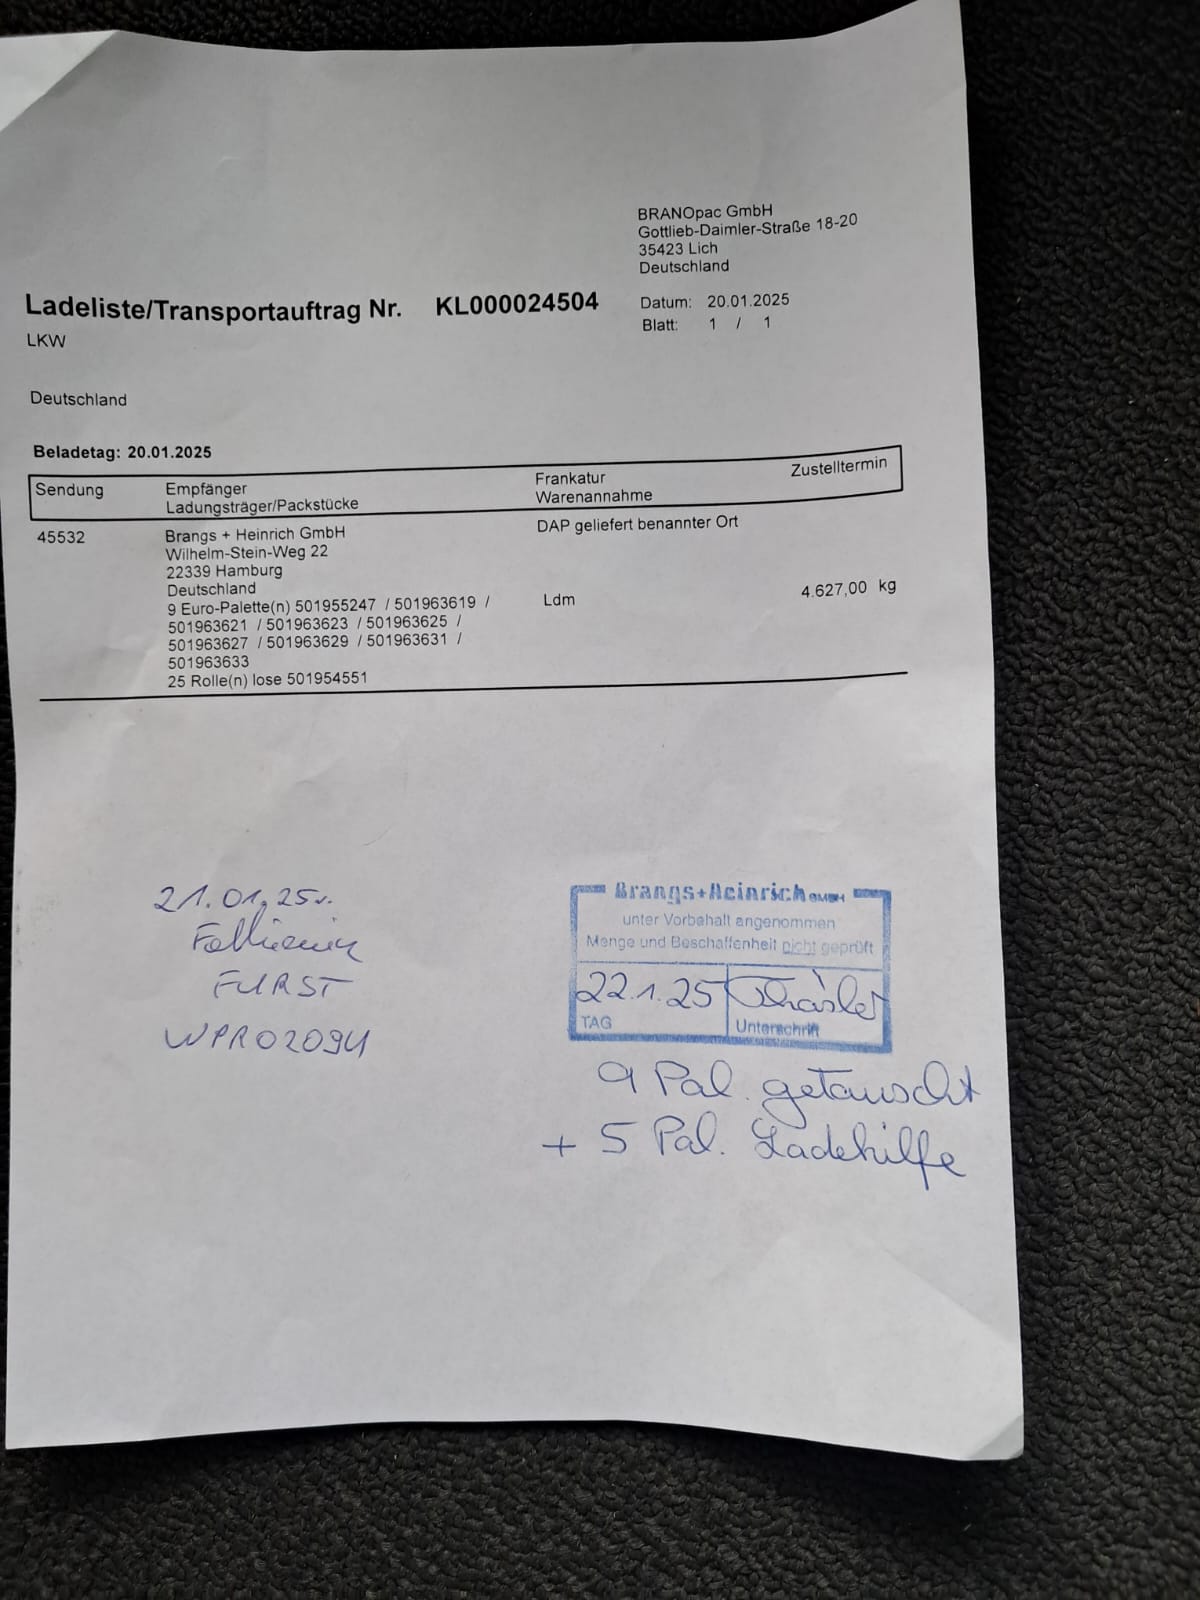 BRANOpac GmbH
Gottlieb-Daimler-Straße 18-20
35423 Lich
Deutschland
Ladeliste/Transportauftrag Nr. KL000024504
Datum: 20.01.2025
LKW
Blatt: 1 / 1
Deutschland
Beladetag: 20.01.2025
Sendung Empfänger Frankatur Zustelltermin
Ladungsträger/Packstücke Warenannahme
45532 Brangs + Heinrich GmbH DAP geliefert benannter Ort
Wilhelm-Stein-Weg 22
22339 Hamburg
Deutschland
9 Euro-Palette(n) 501955247 / 501963619 / Ldm 4.627,00 kg
501963621 / 501963623 / 501963625 /
501963627 / 501963629 / 501963631 /
501963633
25 Rolle(n) lose 501954551
21.01.25
FURST
WPR02094
Brangs+Heinrich GMBH
unter Vorbehalt angenommen
Menge und Beschaffenheit nicht geprüft
22.1.25
TAG Unterschrift
9 Pal. getauscht
+ 5 Pal. Ladehilfe